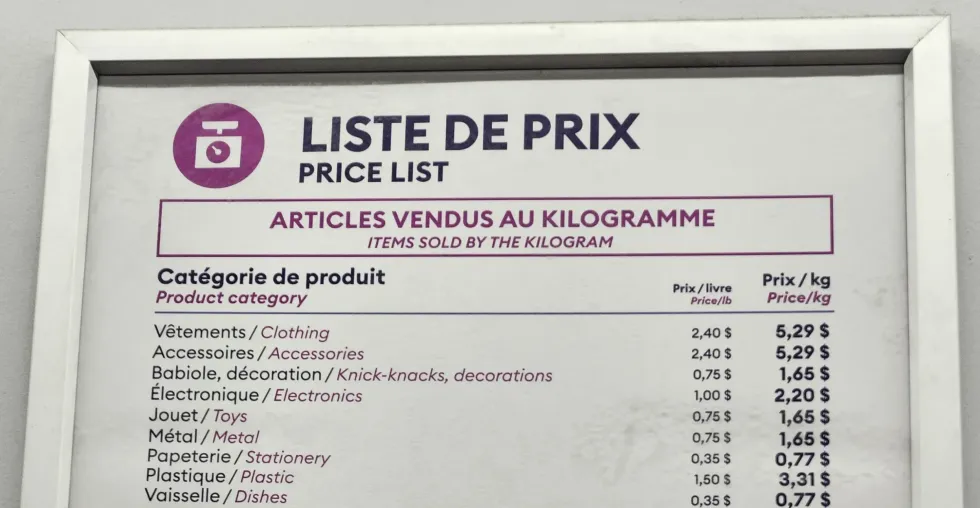 LISTE DE PRIX
PRICE LIST
ARTICLES VENDUS AU KILOGRAMME
ITEMS SOLD BY THE KILOGRAM
Catégorie de produit Prix / livre Prix / kg
Product category Price/lb Price/kg
Vêtements / Clothing 2,40 $ 5,29 $
Accessoires / Accessories 2,40 $ 5,29 $
Babiole, décoration / Knick-knacks, decorations 0,75 $ 1,65 $
Électronique / Electronics 1,00 $ 2,20 $
Jouet / Toys 0,75 $ 1,65 $
Métal / Metal 0,75 $ 1,65 $
Papeterie / Stationery 0,35 $ 0,77 $
Plastique / Plastic 1,50 $ 3,31 $
Vaisselle / Dishes 0,35 $ 0,77 $